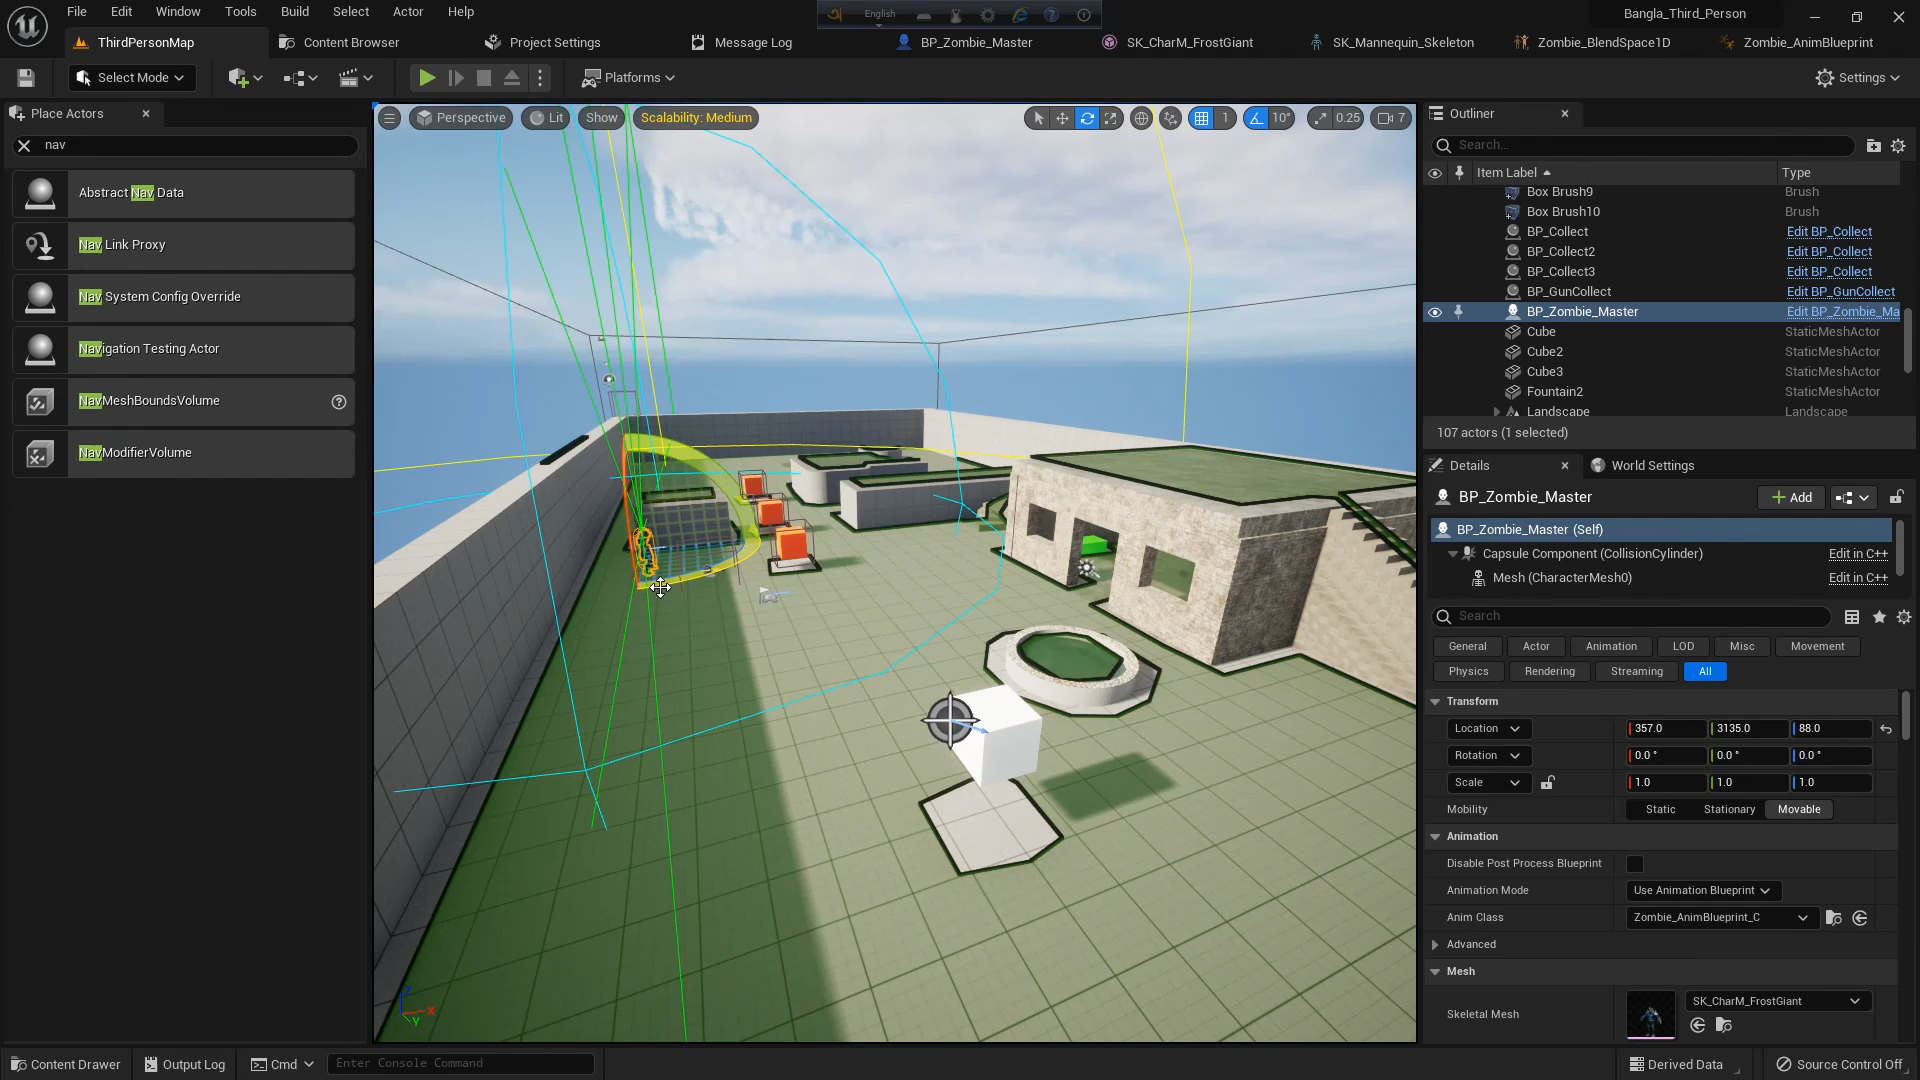 File Edit Window Tools Build Select Actor Help
English
Bangla_Third_Person
ThirdPersonMap
Content Browser
Project Settings
Message Log
BP_Zombie_Master
SK_CharM_FrostGiant
SK_Mannequin_Skeleton
Zombie_BlendSpace1D
Zombie_AnimBlueprint
Select Mode
Platforms
Settings
Place Actors
nav
Abstract Nav Data
Nav Link Proxy
Nav System Config Override
Navigation Testing Actor
NavMeshBoundsVolume
NavModifierVolume
Perspective
Lit
Show
Scalability: Medium
1
10°
0.25
7
X
Y
Outliner
Search...
Item Label
Type
Box Brush9 Brush
Box Brush10 Brush
BP_Collect Edit BP_Collect
BP_Collect2 Edit BP_Collect
BP_Collect3 Edit BP_Collect
BP_GunCollect Edit BP_GunCollect
BP_Zombie_Master Edit BP_Zombie_Ma
Cube StaticMeshActor
Cube2 StaticMeshActor
Cube3 StaticMeshActor
Fountain2 StaticMeshActor
Landscape Landscape
107 actors (1 selected)
Details
World Settings
BP_Zombie_Master
Add
BP_Zombie_Master (Self)
Capsule Component (CollisionCylinder) Edit in C++
Mesh (CharacterMesh0) Edit in C++
Search
General Actor Animation LOD Misc Movement
Physics Rendering Streaming All
Transform
Location 357.0 3135.0 88.0
Rotation 0.0 ° 0.0 ° 0.0 °
Scale 1.0 1.0 1.0
Mobility Static Stationary Movable
Animation
Disable Post Process Blueprint
Animation Mode Use Animation Blueprint
Anim Class Zombie_AnimBlueprint_C
Advanced
Mesh
Skeletal Mesh SK_CharM_FrostGiant
Content Drawer
Output Log
Cmd
Enter Console Command
Derived Data
Source Control Off